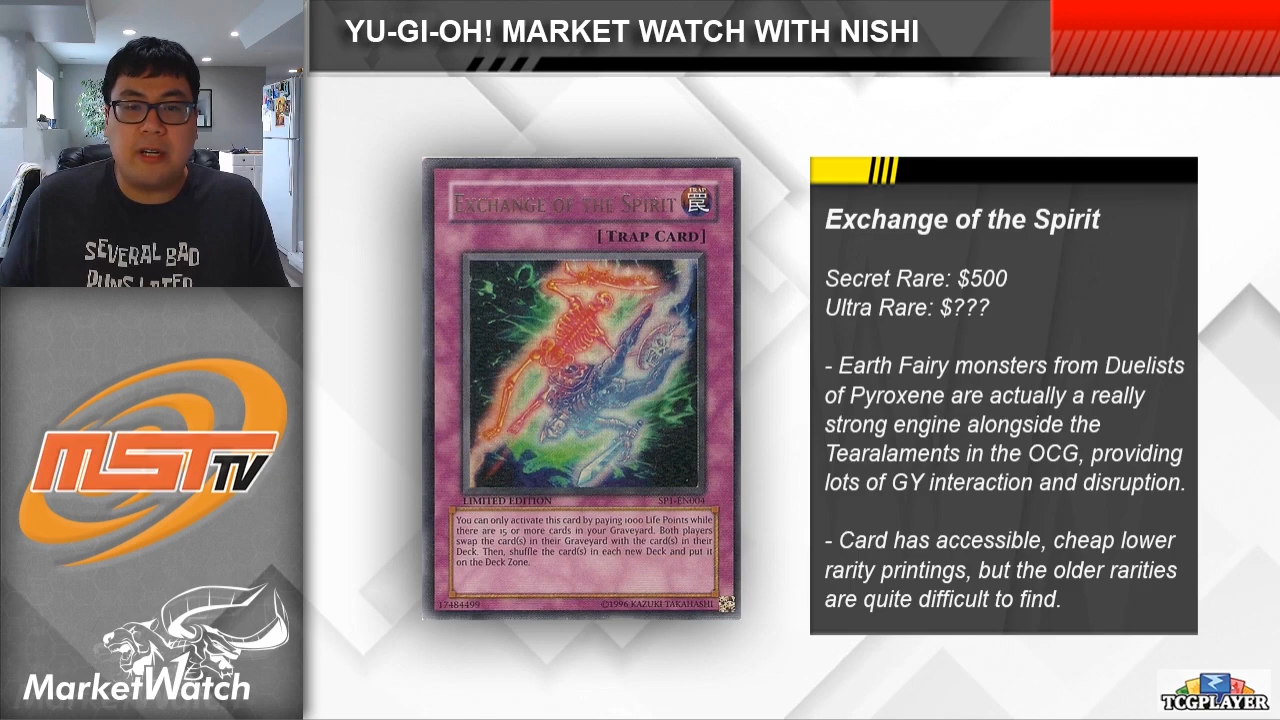 YU-GI-OH! MARKET WATCH WITH NISHI
SEVERAL BAD
PUNS LATER
MSTTV
MarketWatch
EXCHANGE OF THE SPIRIT
TRAP
罠
[ TRAP CARD ]
LIMITED EDITION
SP1-EN004
You can only activate this card by paying 1000 Life Points while
there are 15 or more cards in your Graveyard. Both players
swap the card(s) in their Graveyard with the card(s) in their
Deck. Then, shuffle the card(s) in each new Deck and put it
on the Deck Zone.
17484499
©1996 KAZUKI TAKAHASHI
Exchange of the Spirit
Secret Rare: $500
Ultra Rare: $???
- Earth Fairy monsters from Duelists
of Pyroxene are actually a really
strong engine alongside the
Tearalaments in the OCG, providing
lots of GY interaction and disruption.
- Card has accessible, cheap lower
rarity printings, but the older rarities
are quite difficult to find.
TCGPLAYER